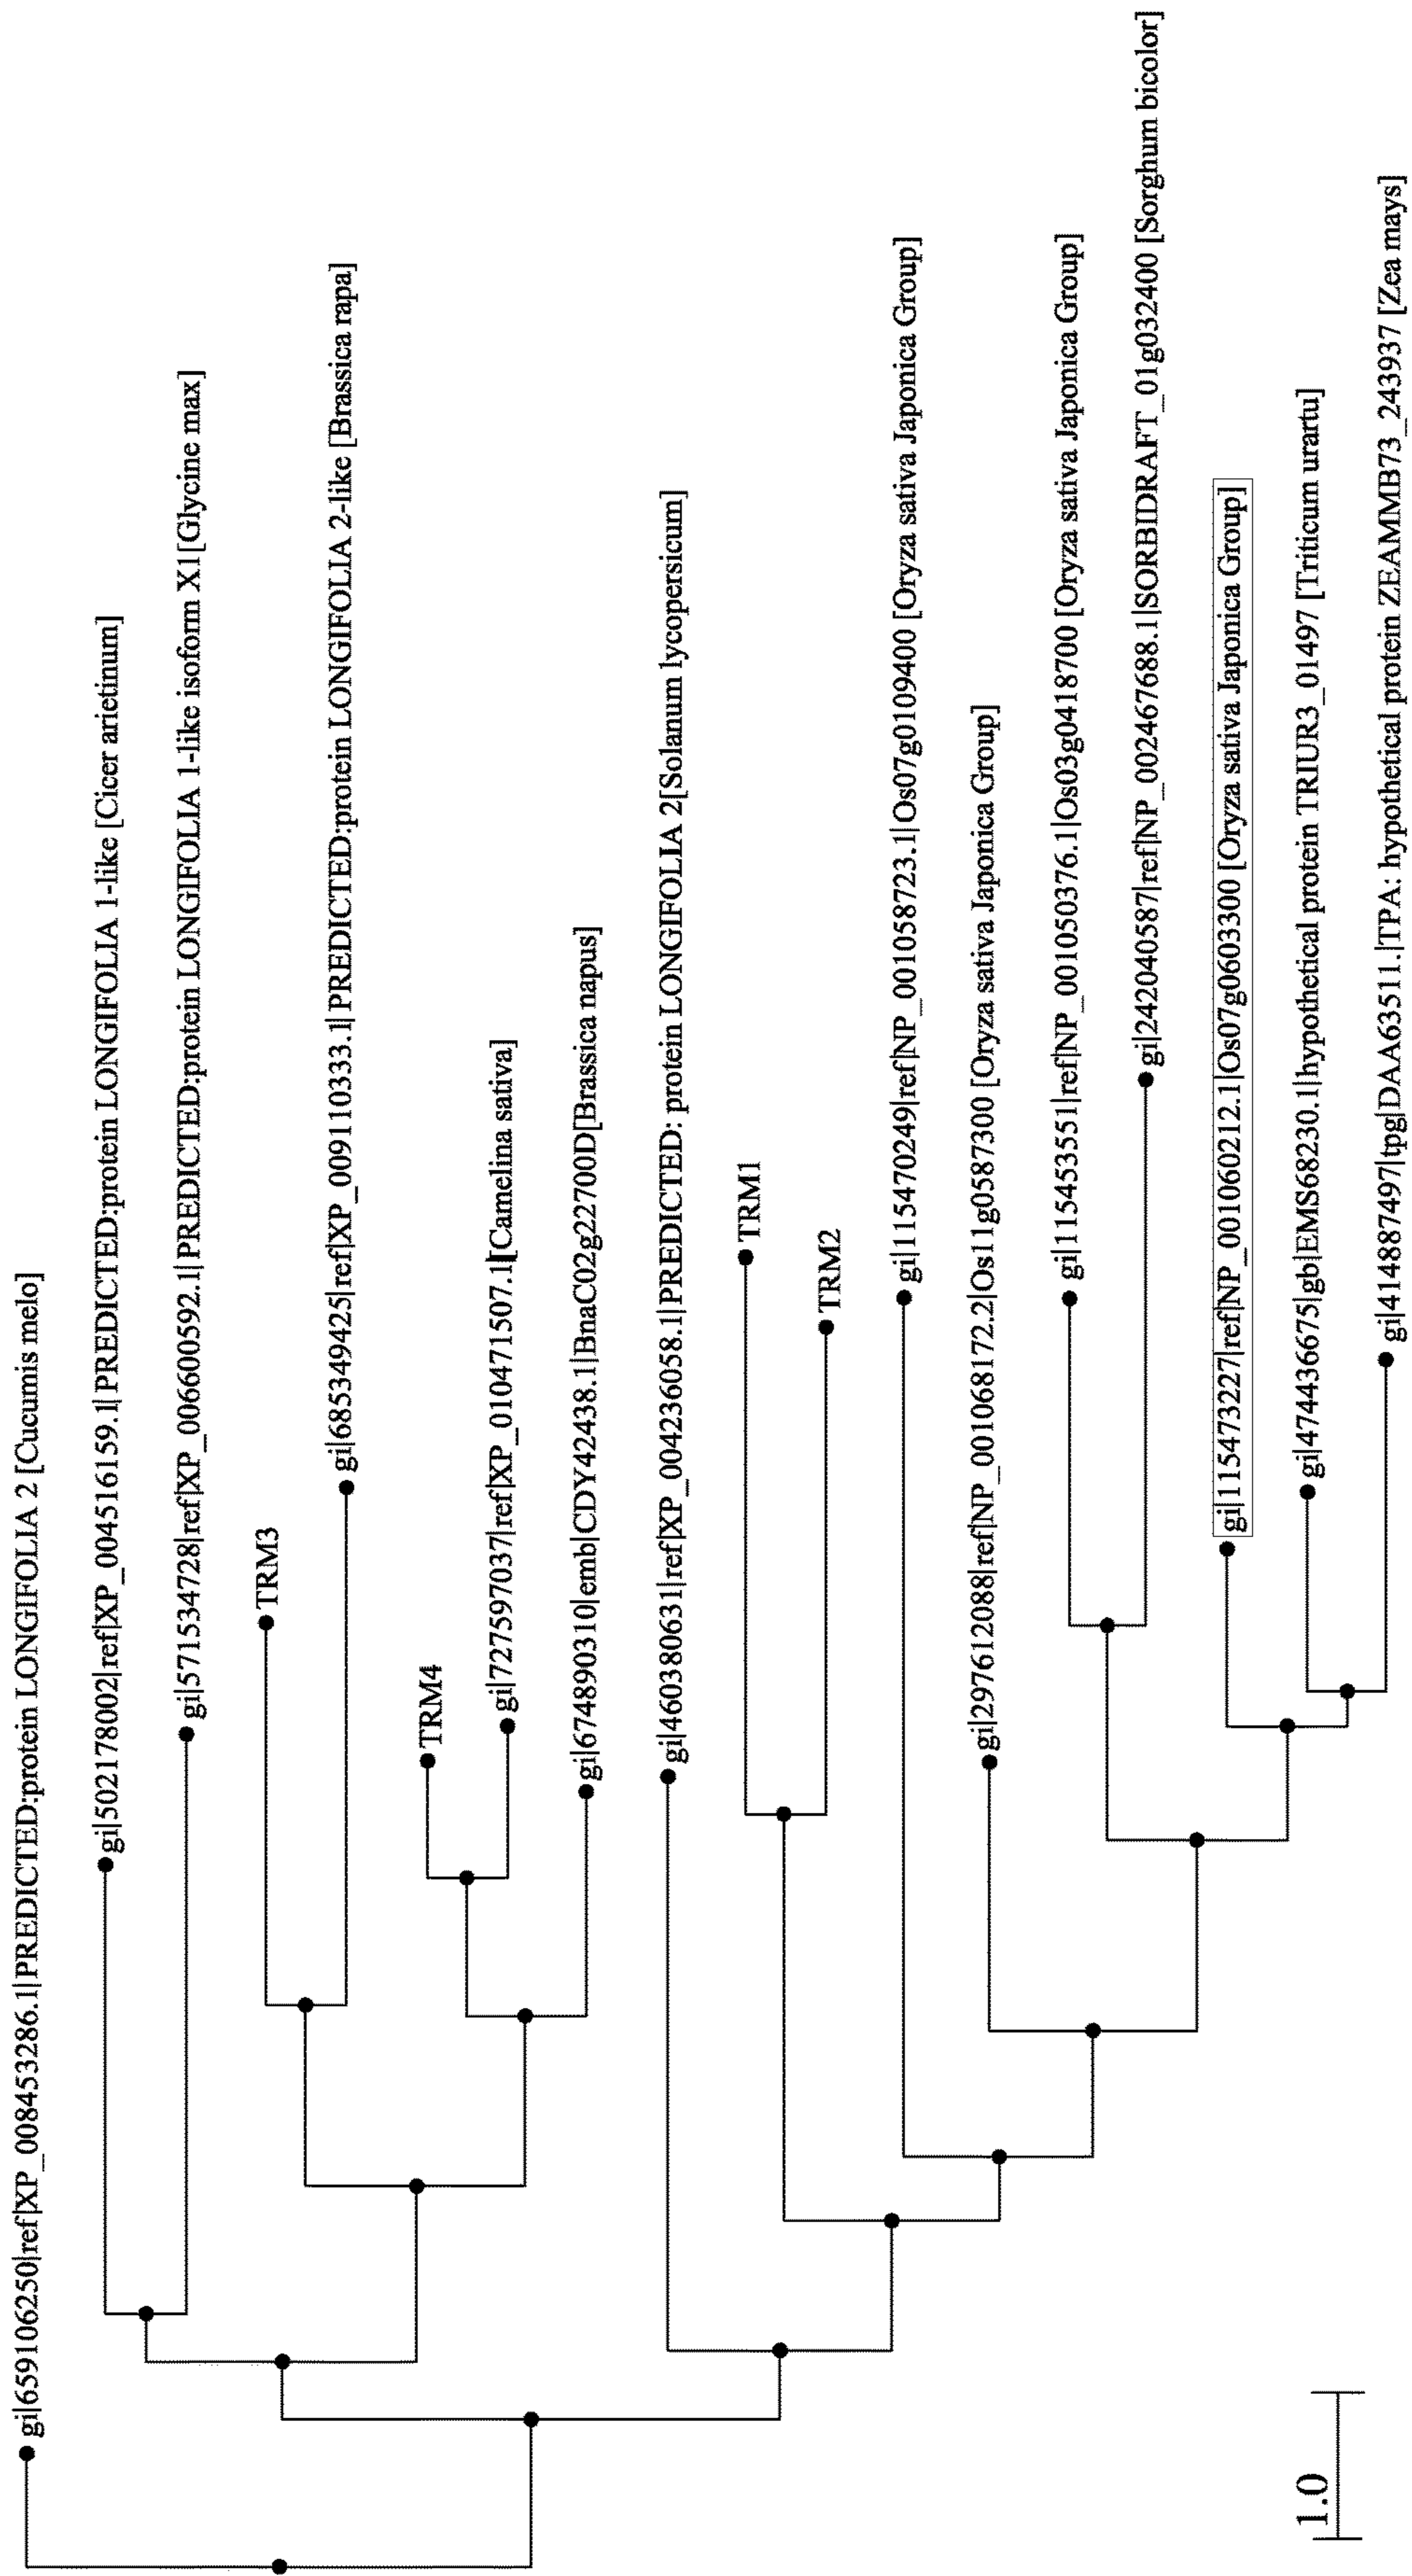 gi|659106250|ref|XP_008453286.1|PREDICTED:protein LONGIFOLIA 2 [Cucumis melo]
gi|502178002|ref|XP_004516159.1|PREDICTED:protein LONGIFOLIA 1-like [Cicer arietinum]
gi|571534728|ref|XP_006600592.1|PREDICTED:protein LONGIFOLIA 1-like isoform X1[Glycine max]
TRM3
gi|685349425|ref|XP_009110333.1|PREDICTED:protein LONGIFOLIA 2-like [Brassica rapa]
TRM4
gi|727597037|ref|XP_010471507.1|[Camelina sativa]
gi|674890310|emb|CDY42438.1|BnaC02g22700D[Brassica napus]
gi|460380631|ref|XP_004236058.1|PREDICTED: protein LONGIFOLIA 2[Solanum lycopersicum]
TRM1
TRM2
gi|115470249|ref|NP_001058723.1|Os07g0109400 [Oryza sativa Japonica Group]
gi|297612088|ref|NP_001068172.2|Os11g0587300 [Oryza sativa Japonica Group]
gi|115453551|ref|NP_001050376.1|Os03g0418700 [Oryza sativa Japonica Group]
gi|242040587|ref|NP_002467688.1|SORBIDRAFT_01g032400 [Sorghum bicolor]
gi|115473227|ref|NP_001060212.1|Os07g0603300 [Oryza sativa Japonica Group]
gi|474436675|gb|EMS68230.1|hypothetical protein TRIUR3_01497 [Triticum urartu]
gi|414887497|tpg|DAA63511.|TPA: hypothetical protein ZEAMMB73_243937 [Zea mays]
1.0